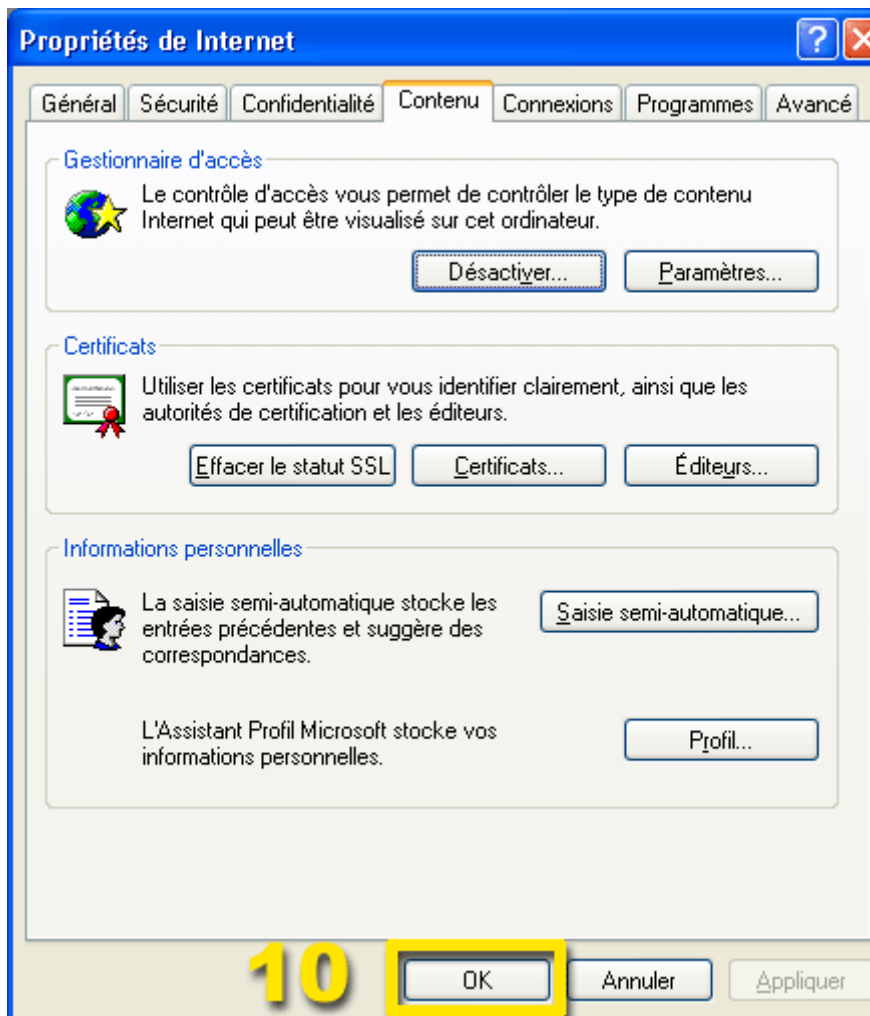 Propriétés de Internet
?
Général Sécurité Confidentialité Contenu Connexions Programmes Avancé
Gestionnaire d'accès
Le contrôle d'accès vous permet de contrôler le type de contenu
Internet qui peut être visualisé sur cet ordinateur.
Désactiver... Paramètres...
Certificats
Utiliser les certificats pour vous identifier clairement, ainsi que les
autorités de certification et les éditeurs.
Effacer le statut SSL Certificats... Éditeurs...
Informations personnelles
La saisie semi-automatique stocke les
entrées précédentes et suggère des
correspondances.
Saisie semi-automatique...
L'Assistant Profil Microsoft stocke vos
informations personnelles.
Profil...
10 OK Annuler Appliquer